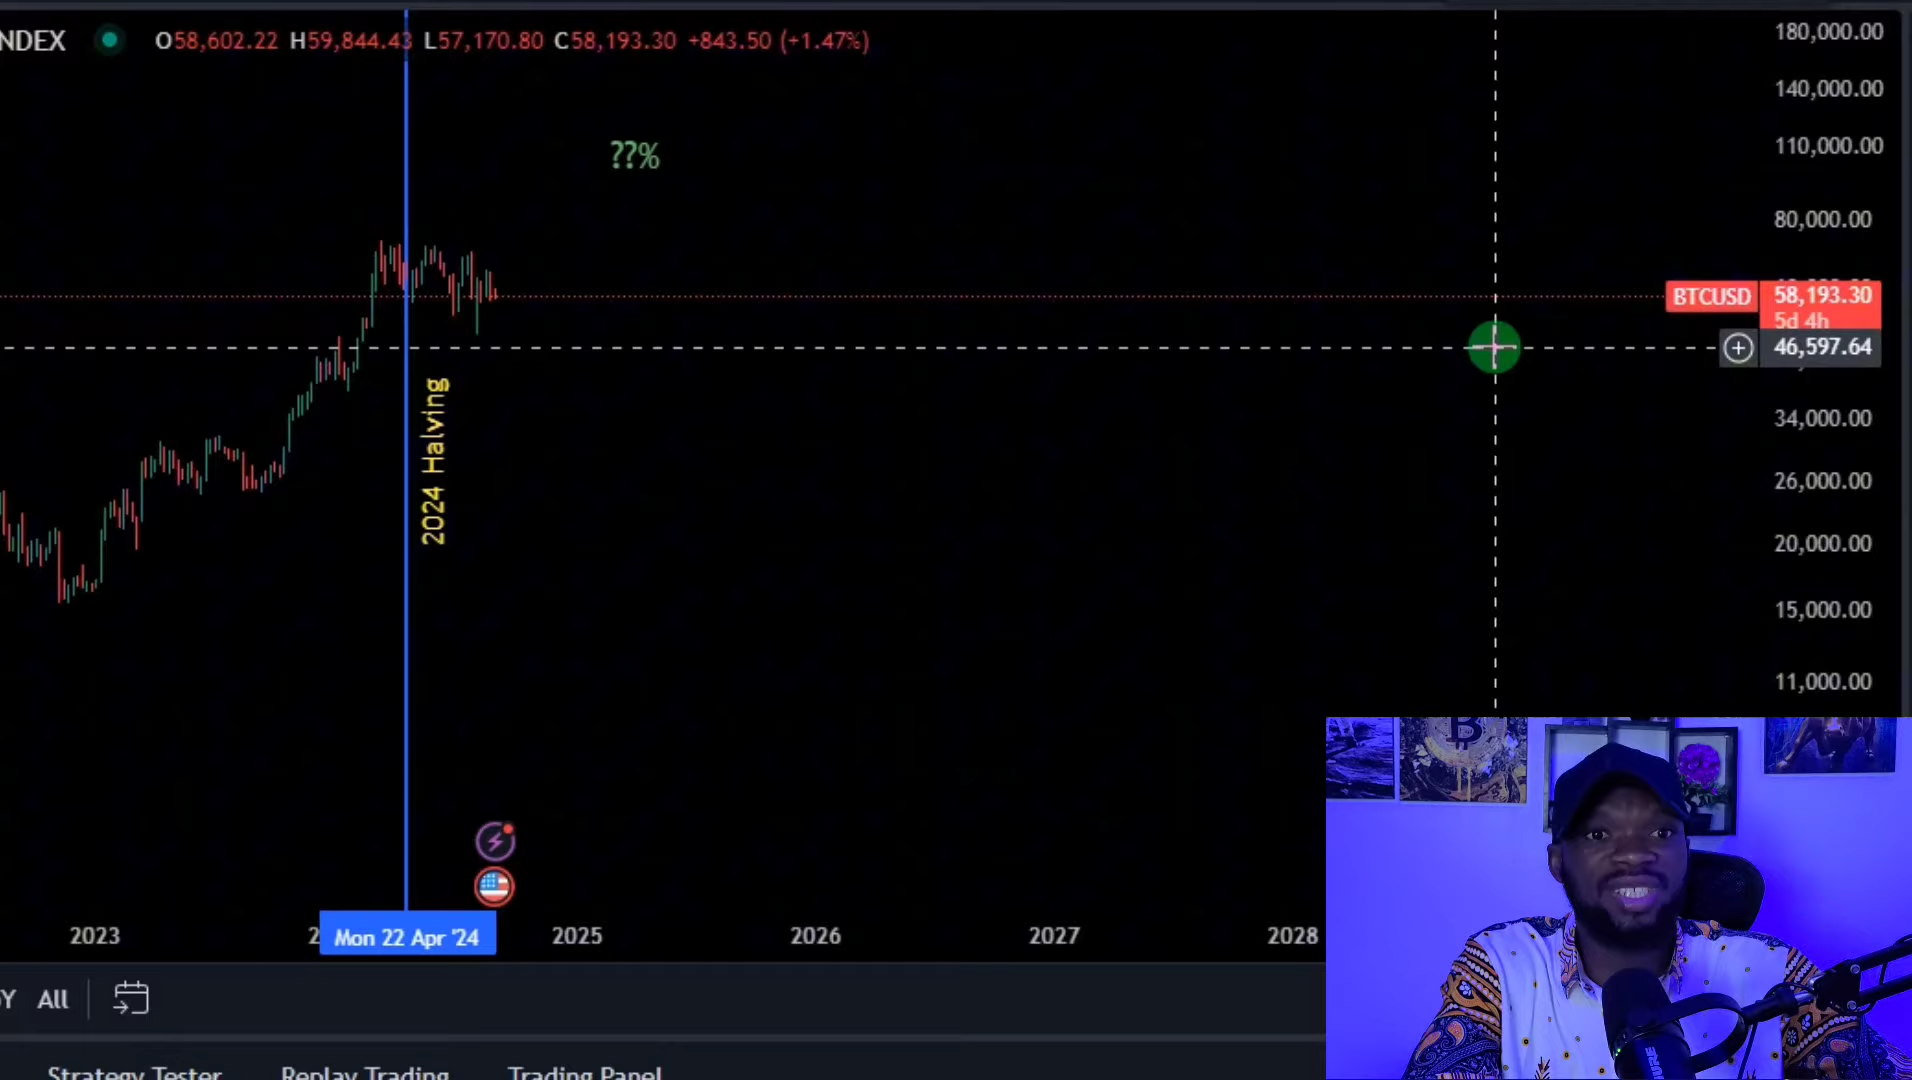 NDEX O58,602.22 H59,844.43 L57,170.80 C58,193.30 +843.50 (+1.47%)
180,000.00
140,000.00
??%
110,000.00
80,000.00
BTCUSD 58,193.30
5d 4h
46,597.64
2024 Halving
34,000.00
26,000.00
20,000.00
15,000.00
11,000.00
2023 2 Mon 22 Apr '24 2025 2026 2027 2028
Y All
Strategy Tester Replay Trading Trading Panel